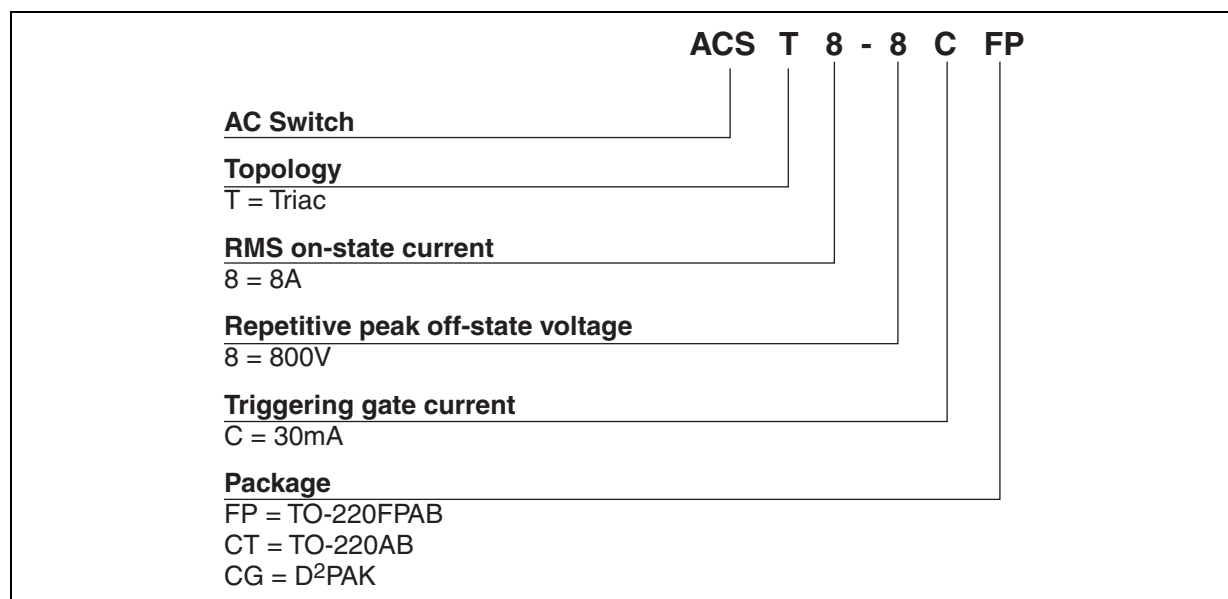 ACS T 8 - 8 C FP
AC Switch
Topology
T = Triac
RMS on-state current
8 = 8A
Repetitive peak off-state voltage
8 = 800V
Triggering gate current
C = 30mA
Package
FP = TO-220FPAB
CT = TO-220AB
CG = D²PAK